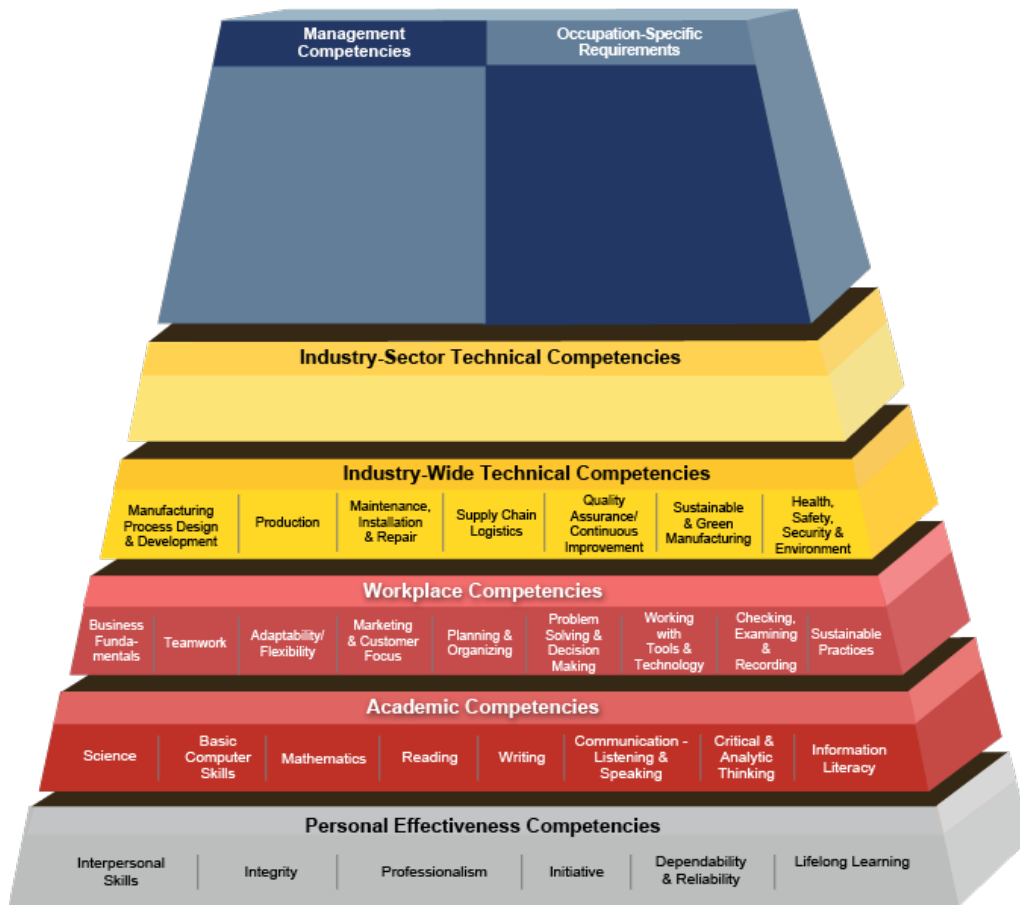 Management
Competencies
Occupation-Specific
Requirements
Industry-Sector Technical Competencies
Industry-Wide Technical Competencies
Manufacturing
Process Design
& Development
Production
Maintenance,
Installation
& Repair
Supply Chain
Logistics
Quality
Assurance/
Continuous
Improvement
Sustainable
& Green
Manufacturing
Health,
Safety,
Security &
Environment
Workplace Competencies
Business
Funda-
mentals
Teamwork
Adaptability/
Flexibility
Marketing
& Customer
Focus
Planning &
Organizing
Problem
Solving &
Decision
Making
Working
with
Tools &
Technology
Checking,
Examining
&
Recording
Sustainable
Practices
Academic Competencies
Science
Basic
Computer
Skills
Mathematics
Reading
Writing
Communication -
Listening &
Speaking
Critical &
Analytic
Thinking
Information
Literacy
Personal Effectiveness Competencies
Interpersonal
Skills
Integrity
Professionalism
Initiative
Dependability
& Reliability
Lifelong Learning